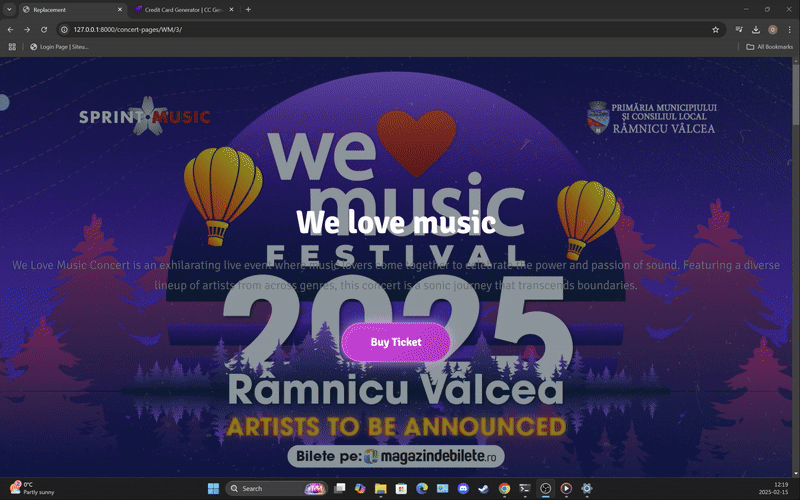 Replacement
Credit Card Generator | CC Gen
127.0.0.1:8000/concert-pages/WM/3/
Login Page | Siteu...
All Bookmarks
SPRINT MUSIC
PRIMĂRIA MUNICIPIULUI
ȘI CONSILIUL LOCAL
RÂMNICU VÂLCEA
we
music
We love music
FESTIVAL
We Love Music Concert is an exhilarating live event where music lovers come together to celebrate the power and passion of sound. Featuring a diverse
lineup of artists from across genres, this concert is a sonic journey that transcends boundaries.
2025
Buy Ticket
Râmnicu Vâlcea
ARTISTS TO BE ANNOUNCED
Bilete pe: magazindebilete.ro
0°C
Partly sunny
Search
12:19
2025-02-15